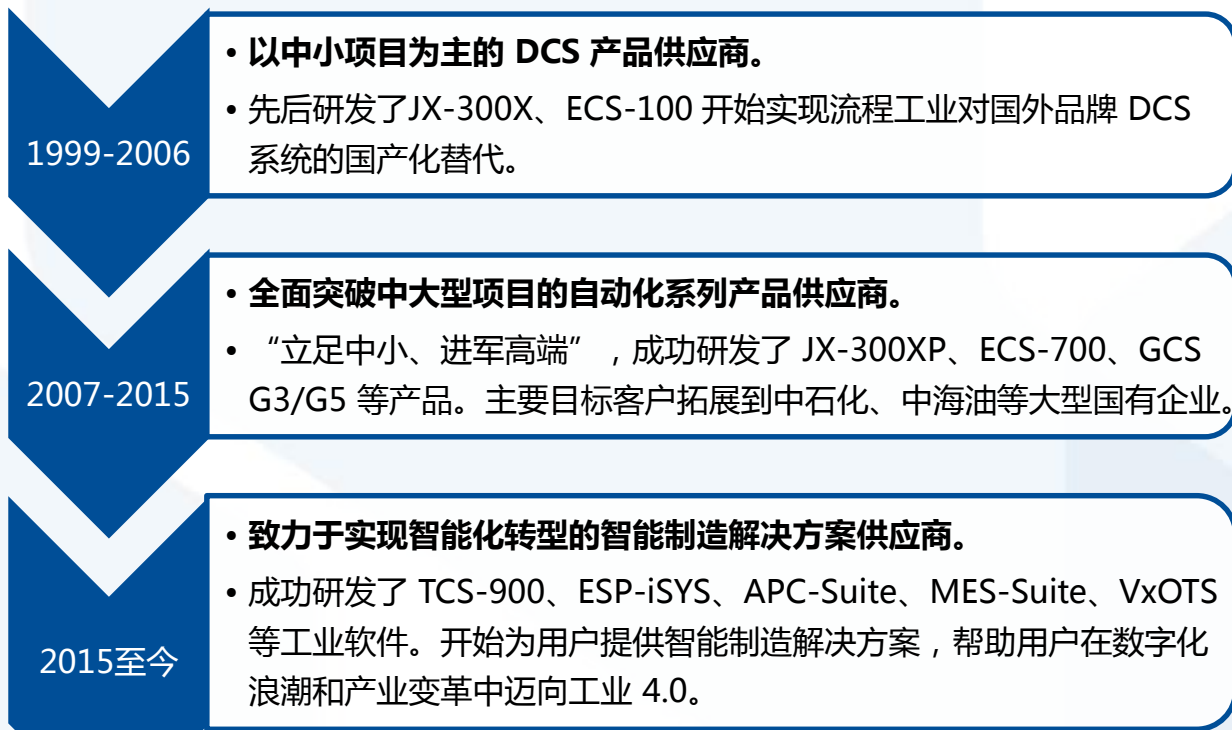 1999-2006
• 以中小项目为主的 DCS 产品供应商。
• 先后研发了JX-300X、ECS-100 开始实现流程工业对国外品牌 DCS
系统的国产化替代。
2007-2015
• 全面突破中大型项目的自动化系列产品供应商。
• “立足中小、进军高端”，成功研发了 JX-300XP、ECS-700、GCS
G3/G5 等产品。主要目标客户拓展到中石化、中海油等大型国有企业。
2015至今
• 致力于实现智能化转型的智能制造解决方案供应商。
• 成功研发了 TCS-900、ESP-iSYS、APC-Suite、MES-Suite、VxOTS
等工业软件。开始为用户提供智能制造解决方案，帮助用户在数字化
浪潮和产业变革中迈向工业 4.0。